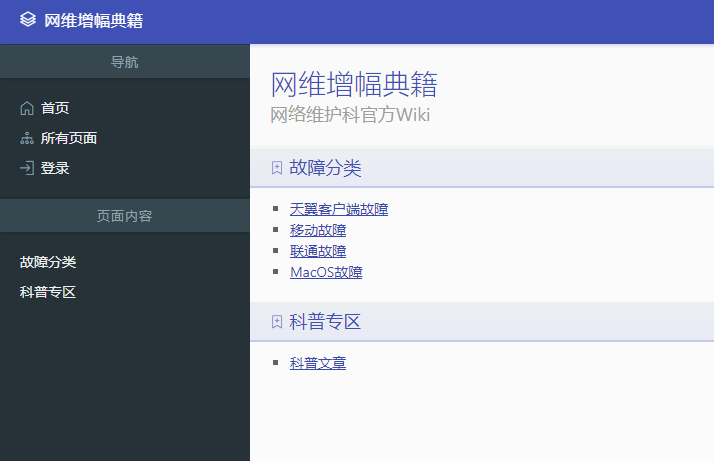 网维增幅典籍
导航
首页
所有页面
登录
页面内容
故障分类
科普专区
网维增幅典籍
网络维护科官方Wiki
故障分类
天翼客户端故障
移动故障
联通故障
MacOS故障
科普专区
科普文章